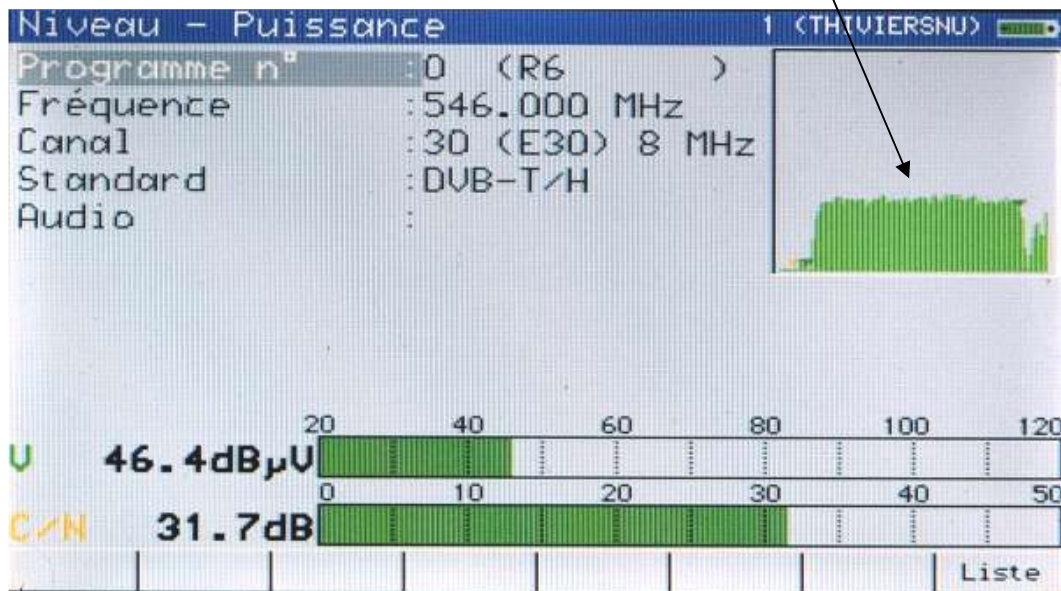 Niveau – Puissance 1 (THIVIERSNU)
Programme n° :0 (R6 )
Fréquence :546.000 MHz
Canal :30 (E30) 8 MHz
Standard :DVB-T/H
Audio :
20 40 60 80 100 120
V 46.4dBµV
0 10 20 30 40 50
C/N 31.7dB
Liste